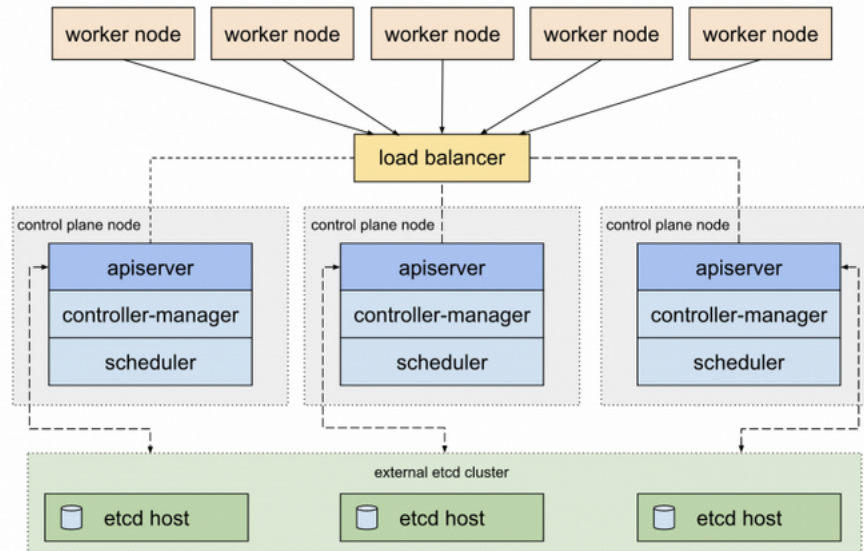 worker node
worker node
worker node
worker node
worker node
load balancer
control plane node
control plane node
control plane node
apiserver
apiserver
apiserver
controller-manager
controller-manager
controller-manager
scheduler
scheduler
scheduler
external etcd cluster
etcd host
etcd host
etcd host